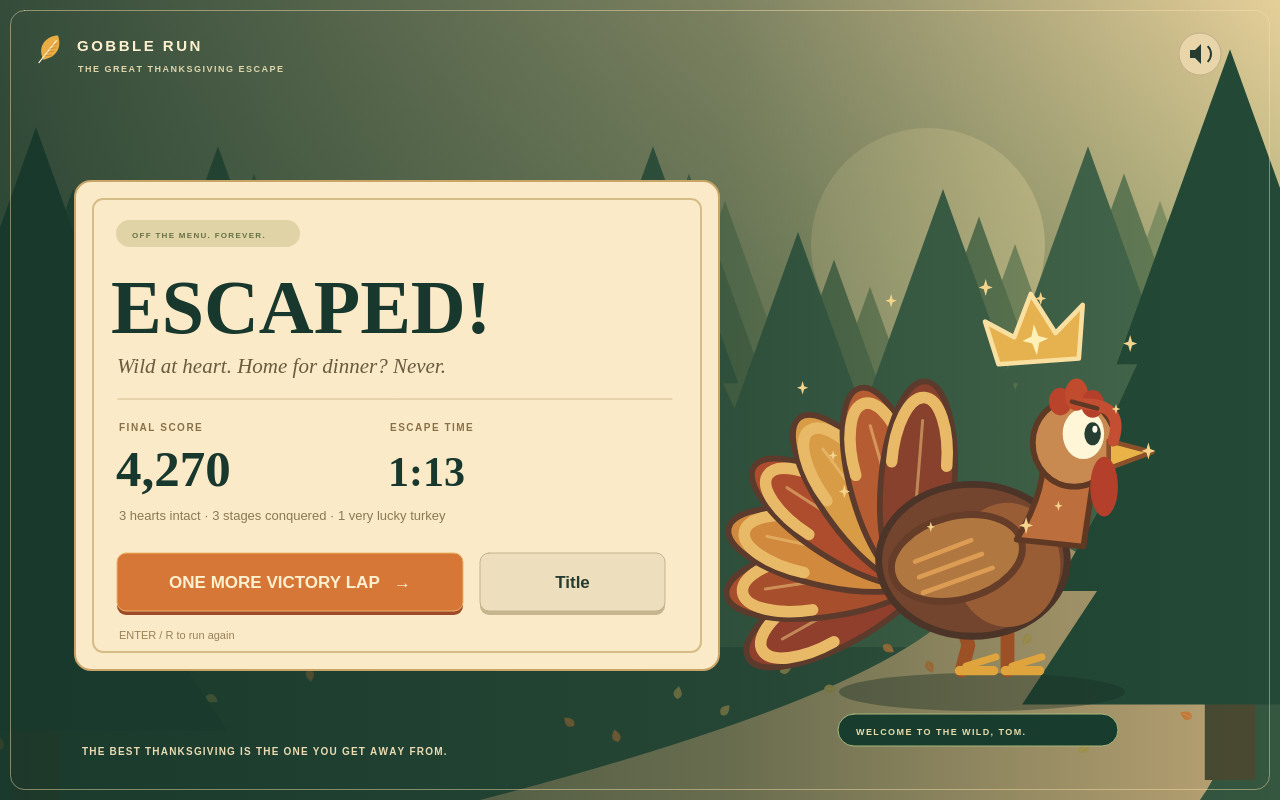 GOBBLE RUN
THE GREAT THANKSGIVING ESCAPE
OFF THE MENU. FOREVER.
ESCAPED!
Wild at heart. Home for dinner? Never.
FINAL SCORE
4,270
ESCAPE TIME
1:13
3 hearts intact · 3 stages conquered · 1 very lucky turkey
ONE MORE VICTORY LAP →
Title
ENTER / R to run again
WELCOME TO THE WILD, TOM.
THE BEST THANKSGIVING IS THE ONE YOU GET AWAY FROM.